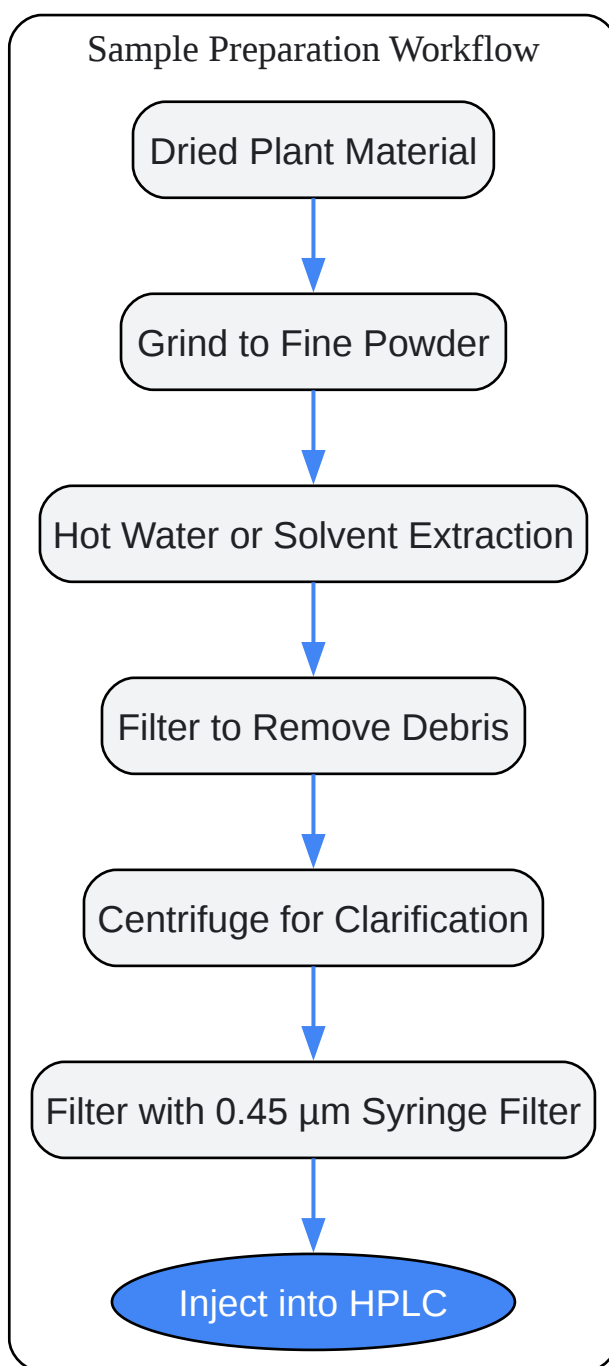 Sample Preparation Workflow
Dried Plant Material
Grind to Fine Powder
Hot Water or Solvent Extraction
Filter to Remove Debris
Centrifuge for Clarification
Filter with 0.45 µm Syringe Filter
Inject into HPLC